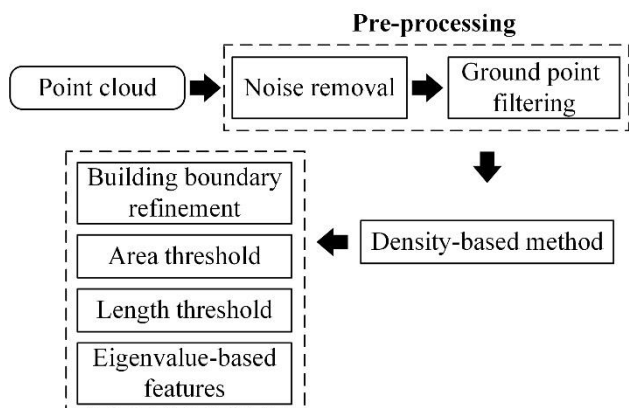 Pre-processing
Point cloud
Noise removal
Ground point
filtering
Density-based method
Building boundary
refinement
Area threshold
Length threshold
Eigenvalue-based
features